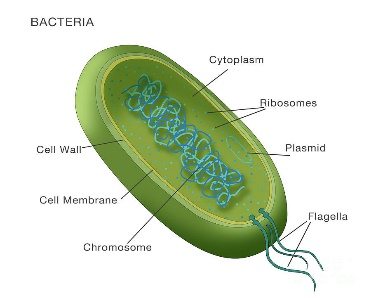 BACTERIA
Cytoplasm
Ribosomes
Plasmid
Cell Wall
Cell Membrane
Flagella
Chromosome